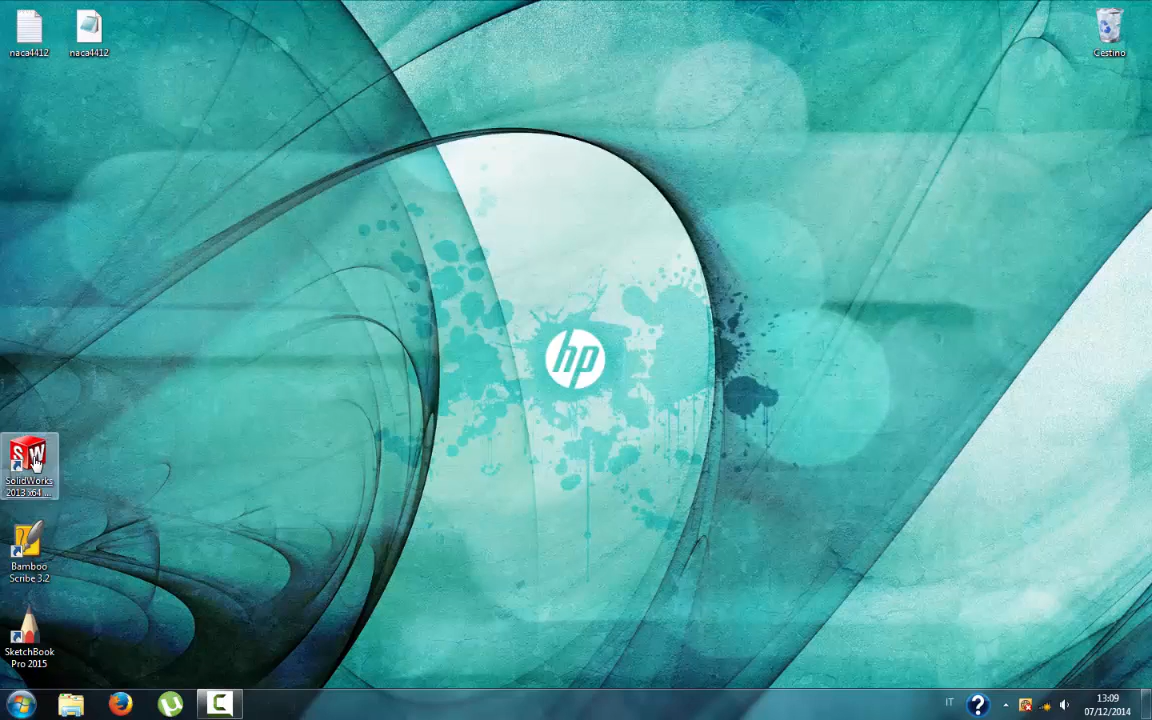 naca4412
naca4412
Cestino
hp
SW
SolidWorks
2013 x64 ...
Bamboo
Scribe 3.2
SketchBook
Pro 2015
IT
?
13:09
07/12/2014